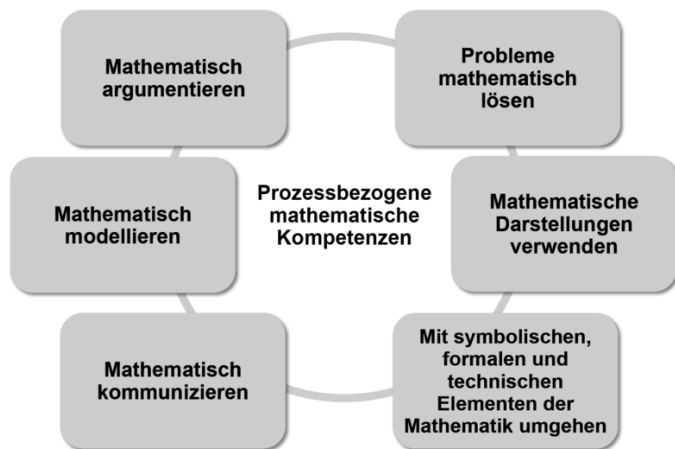 Mathematisch
argumentieren
Probleme
mathematisch
lösen
Mathematisch
modellieren
Prozessbezogene
mathematische
Kompetenzen
Mathematische
Darstellungen
verwenden
Mathematisch
kommunizieren
Mit symbolischen,
formalen und
technischen
Elementen der
Mathematik umgehen